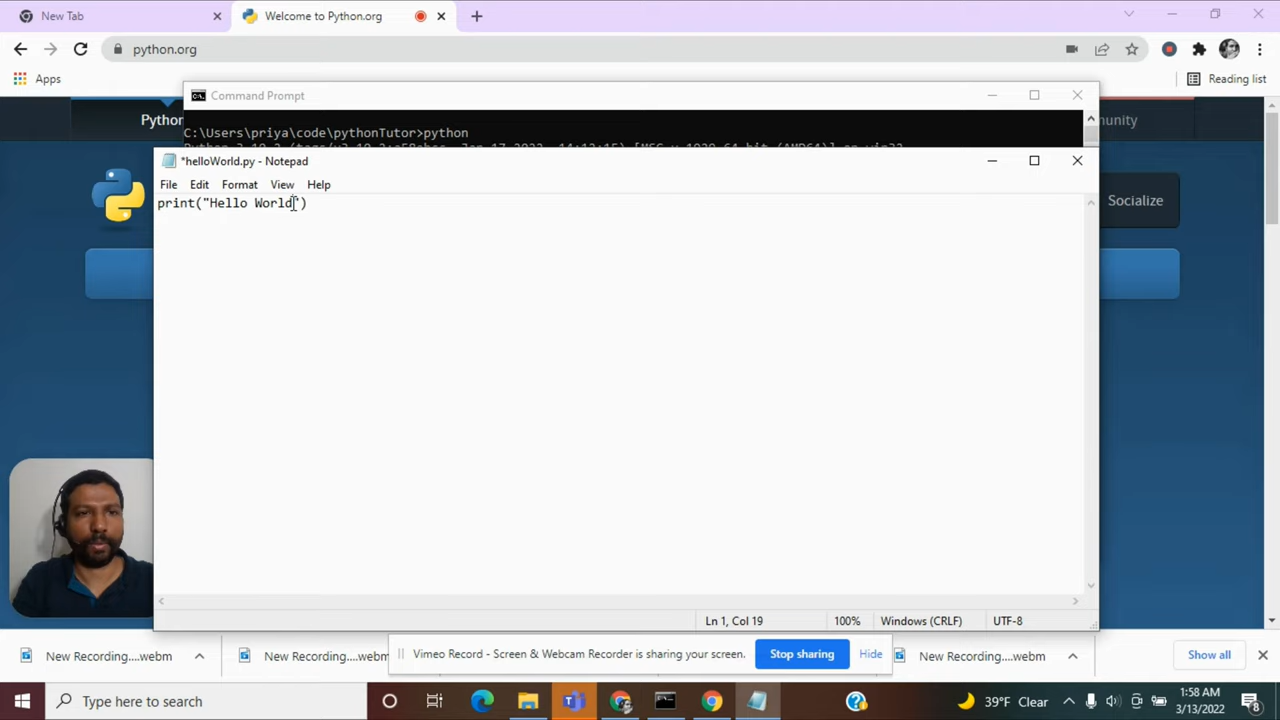 New Tab
Welcome to Python.org
python.org
Apps
Reading list
Command Prompt
Python
C:\Users\priya\code\pythonTutor>python
*helloWorld.py - Notepad
File Edit Format View Help
print("Hello World")
Socialize
Ln 1, Col 19
100%
Windows (CRLF)
UTF-8
New Recording....webm
New Recording....webm
Vimeo Record - Screen & Webcam Recorder is sharing your screen.
Stop sharing
Hide
New Recording....webm
Show all
Type here to search
39°F Clear
1:58 AM
3/13/2022
8